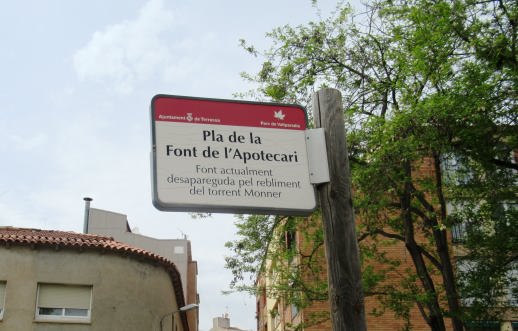 Ajuntament de Terrassa
Parc de Vallparadís
Pla de la
Font de l'Apotecari
Font actualment
desapareguda pel rebliment
del torrent Monner